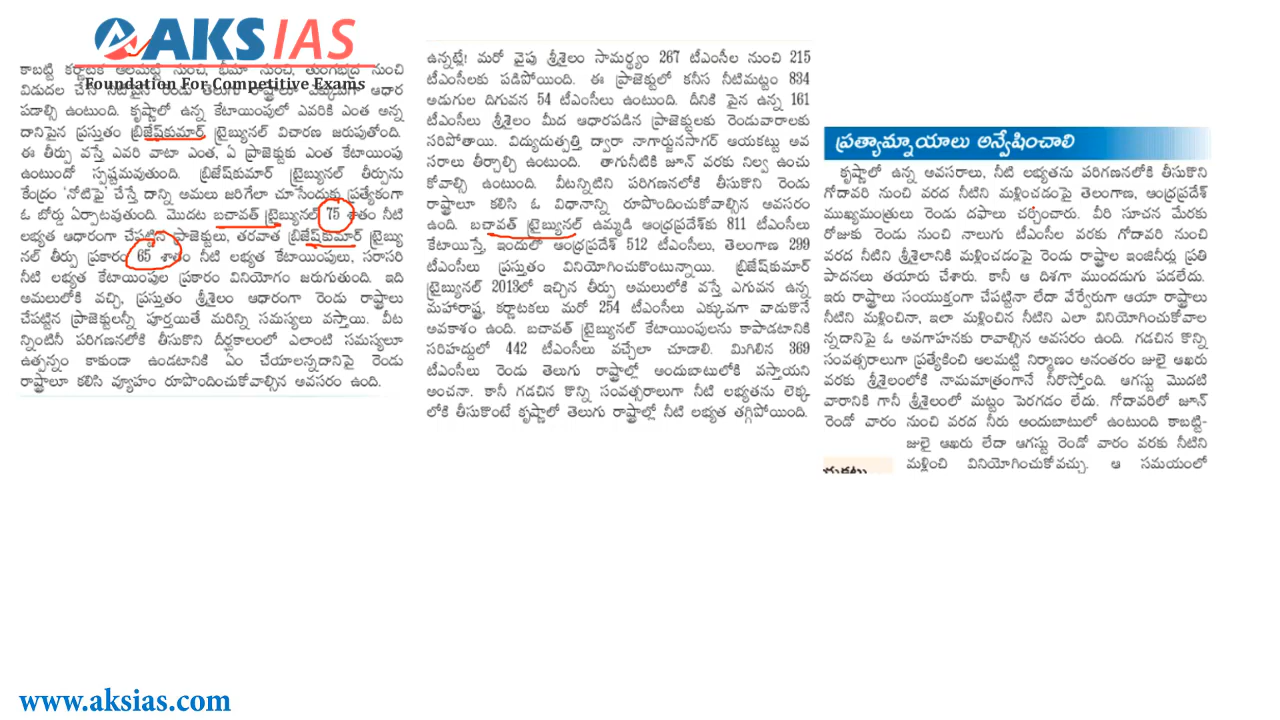 AKS IAS
Foundation For Competitive Exams
కాబట్టి కర్ణాటక ఆలమట్టి నుంచి, భీమా నుంచి, తుంగభద్ర నుంచి
విడుదల చేసే నీటిపైన రెండు తెలుగు రాష్ట్రాలూ ఎక్కువగా ఆధార
పడాల్సి ఉంటుంది. కృష్ణాలో ఉన్న కేటాయింపులో ఎవరికి ఎంత అన్న
దానిపైన ప్రస్తుతం బ్రిజేష్‌కుమార్ ట్రైబ్యునల్ విచారణ జరుపుతోంది.
ఈ తీర్పు వస్తే ఎవరి వాటా ఎంత, ఏ ప్రాజెక్టుకు ఎంత కేటాయింపు
ఉంటుందో స్పష్టమవుతుంది. బ్రిజేష్‌కుమార్ ట్రైబ్యునల్ తీర్పును
కేంద్రం 'నోటిఫై' చేస్తే దాన్ని అమలు జరిగేలా చూసేందుకు ప్రత్యేకంగా
ఓ బోర్డు ఏర్పాటవుతుంది. మొదట బచావత్ ట్రైబ్యునల్ 75 శాతం నీటి
లభ్యత ఆధారంగా చేపట్టిన ప్రాజెక్టులు, తరవాత బ్రిజేష్‌కుమార్ ట్రైబ్యు
నల్ తీర్పు ప్రకారం 65 శాతం నీటి లభ్యత కేటాయింపులు, సరాసరి
నీటి లభ్యత కేటాయింపుల ప్రకారం వినియోగం జరుగుతుంది. ఇది
అమలులోకి వచ్చి, ప్రస్తుతం శ్రీశైలం ఆధారంగా రెండు రాష్ట్రాలు
చేపట్టిన ప్రాజెక్టులన్నీ పూర్తయితే మరిన్ని సమస్యలు వస్తాయి. వీట
న్నింటినీ పరిగణనలోకి తీసుకొని దీర్ఘకాలంలో ఎలాంటి సమస్యలూ
ఉత్పన్నం కాకుండా ఉండటానికి ఏం చేయాలన్నదానిపై రెండు
రాష్ట్రాలూ కలిసి వ్యూహం రూపొందించుకోవాల్సిన అవసరం ఉంది.
ఉన్నట్లే! మరో వైపు శ్రీశైలం సామర్థ్యం 267 టీఎంసీల నుంచి 215
టీఎంసీలకు పడిపోయింది. ఈ ప్రాజెక్టులో కనీస నీటిమట్టం 834
అడుగుల దిగువన 54 టీఎంసీలు ఉంటుంది. దీనికి పైన ఉన్న 161
టీఎంసీలు శ్రీశైలం మీద ఆధారపడిన ప్రాజెక్టులకు రెండువారాలకు
సరిపోతాయి. విద్యుదుత్పత్తి ద్వారా నాగార్జునసాగర్ ఆయకట్టు అవ
సరాలు తీర్చాల్సి ఉంటుంది. తాగునీటికి జూన్ వరకు నిల్వ ఉంచు
కోవాల్సి ఉంటుంది. వీటన్నిటిని పరిగణనలోకి తీసుకొని రెండు
రాష్ట్రాలూ కలిసి ఓ విధానాన్ని రూపొందించుకోవాల్సిన అవసరం
ఉంది. బచావత్ ట్రైబ్యునల్ ఉమ్మడి ఆంధ్రప్రదేశ్‌కు 811 టీఎంసీలు
కేటాయిస్తే, ఇందులో ఆంధ్రప్రదేశ్ 512 టీఎంసీలు, తెలంగాణ 299
టీఎంసీలు ప్రస్తుతం వినియోగించుకొంటున్నాయి. బ్రిజేష్‌కుమార్
ట్రైబ్యునల్ 2013లో ఇచ్చిన తీర్పు అమలులోకి వస్తే ఎగువన ఉన్న
మహారాష్ట్ర, కర్ణాటకలు మరో 254 టీఎంసీలు ఎక్కువగా వాడుకొనే
అవకాశం ఉంది. బచావత్ ట్రైబ్యునల్ కేటాయింపులను కాపాడటానికి
సరిహద్దులో 442 టీఎంసీలు వచ్చేలా చూడాలి. మిగిలిన 369
టీఎంసీలు రెండు తెలుగు రాష్ట్రాల్లో అందుబాటులోకి వస్తాయని
అంచనా. కానీ గడచిన కొన్ని సంవత్సరాలుగా నీటి లభ్యతను లెక్క
లోకి తీసుకొంటే కృష్ణాలో తెలుగు రాష్ట్రాల్లో నీటి లభ్యత తగ్గిపోయింది.
ప్రత్యామ్నాయాలు అన్వేషించాలి
కృష్ణాలో ఉన్న అవసరాలు, నీటి లభ్యతను పరిగణనలోకి తీసుకొని
గోదావరి నుంచి వరద నీటిని మళ్లించడంపై తెలంగాణ, ఆంధ్రప్రదేశ్
ముఖ్యమంత్రులు రెండు దఫాలు చర్చించారు. వీరి సూచన మేరకు
రోజుకు రెండు నుంచి నాలుగు టీఎంసీల వరకు గోదావరి నుంచి
వరద నీటిని శ్రీశైలానికి మళ్లించడంపై రెండు రాష్ట్రాల ఇంజినీర్లు ప్రతి
పాదనలు తయారు చేశారు. కానీ ఆ దిశగా ముందడుగు పడలేదు.
ఇరు రాష్ట్రాలు సంయుక్తంగా చేపట్టినా లేదా వేర్వేరుగా ఆయా రాష్ట్రాలు
నీటిని మళ్లించినా, ఇలా మళ్లించిన నీటిని ఎలా వినియోగించుకోవాల
న్నదానిపై ఓ అవగాహనకు రావాల్సిన అవసరం ఉంది. గడచిన కొన్ని
సంవత్సరాలుగా ప్రత్యేకించి ఆలమట్టి నిర్మాణం అనంతరం జులై ఆఖరు
వరకు శ్రీశైలంలోకి నామమాత్రంగానే నీరొస్తోంది. ఆగస్టు మొదటి
వారానికి గానీ శ్రీశైలంలో మట్టం పెరగడం లేదు. గోదావరిలో జూన్
రెండో వారం నుంచి వరద నీరు అందుబాటులో ఉంటుంది కాబట్టి-
జులై ఆఖరు లేదా ఆగస్టు రెండో వారం వరకు నీటిని
మళ్లించి వినియోగించుకోవచ్చు. ఆ సమయంలో
www.aksias.com